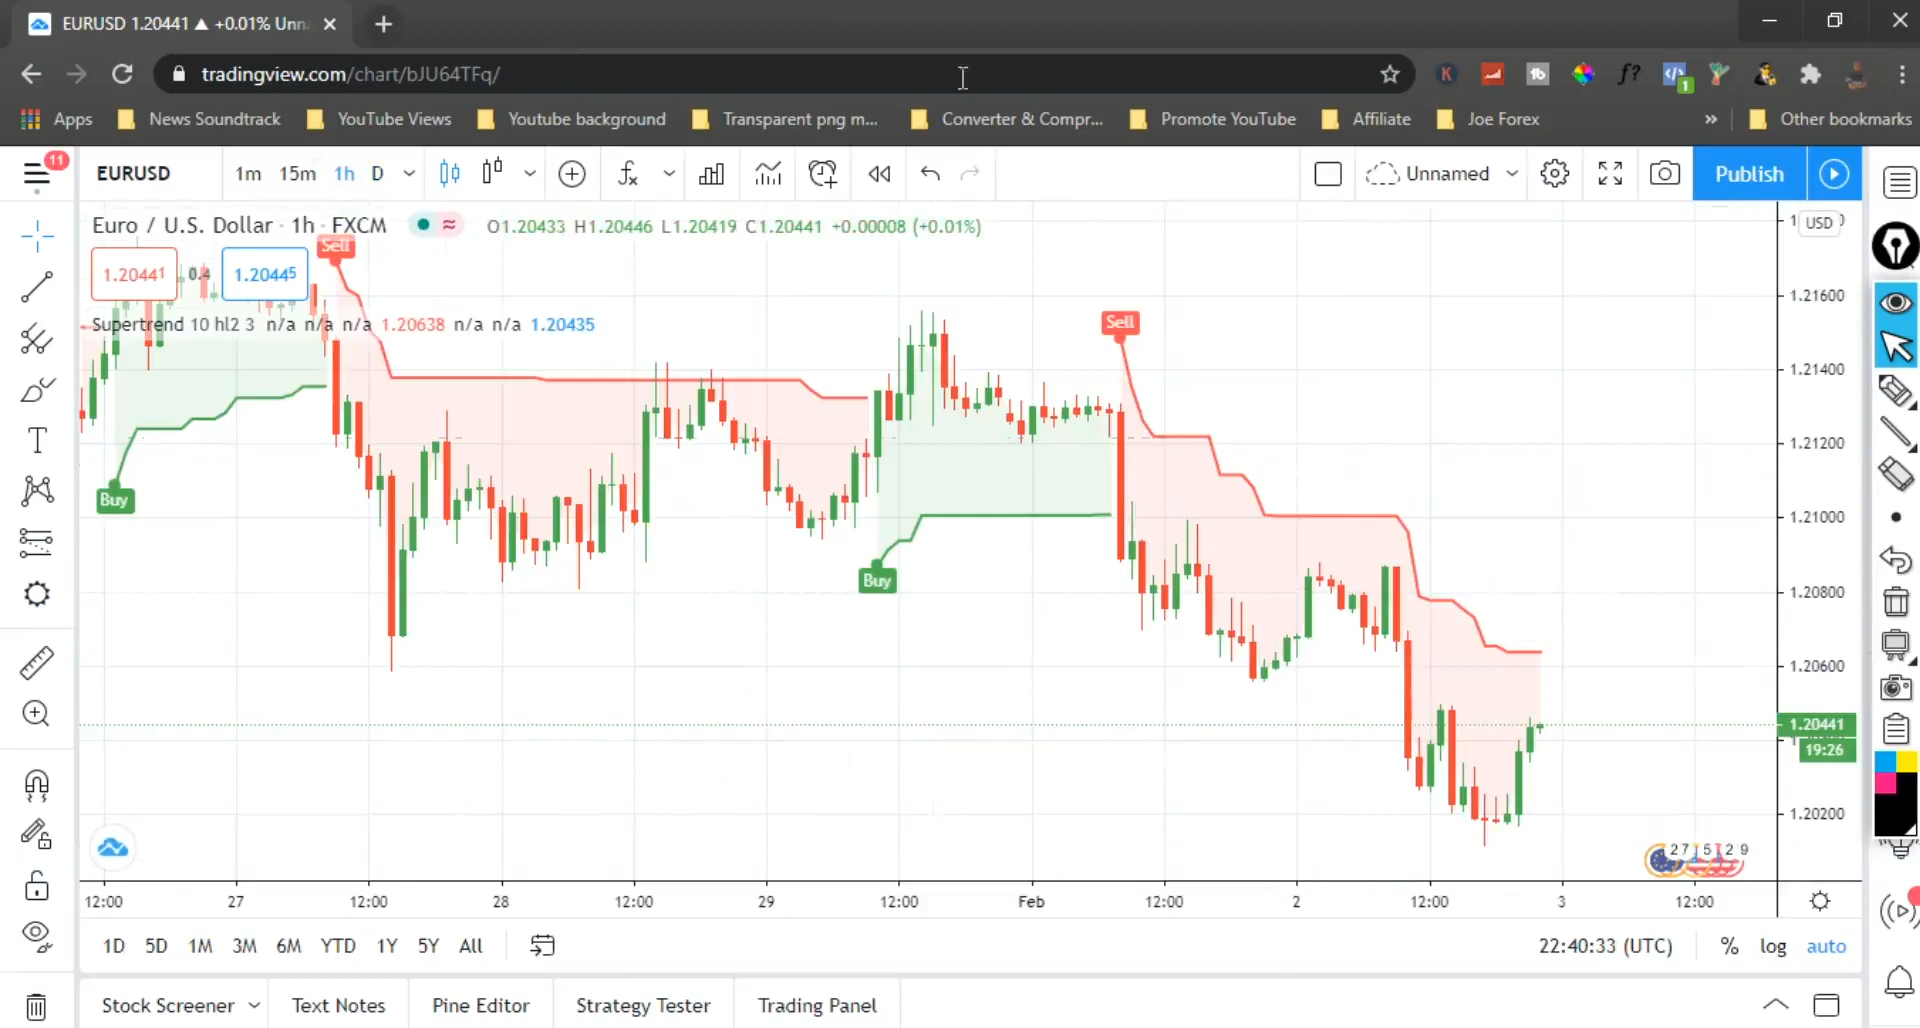 EURUSD 1.20441 ▲ +0.01% Unn
tradingview.com/chart/bJU64TFq/
f?
K
tb
1
Apps
News Soundtrack
YouTube Views
Youtube background
Transparent png m...
Converter & Compr...
Promote YouTube
Affiliate
Joe Forex
»
Other bookmarks
11
EURUSD
1m 15m 1h D
Unnamed
Publish
Euro / U.S. Dollar · 1h · FXCM
O1.20433 H1.20446 L1.20419 C1.20441 +0.00008 (+0.01%)
USD
Sell
1.20441 0.4 1.20445
1.21600
Supertrend 10 hl2 3 n/a n/a n/a 1.20638 n/a n/a 1.20435
Sell
1.21400
1.21200
Buy
1.21000
Buy
1.20800
1.20600
1.20441
19:26
1.20200
12:00 27 12:00 28 12:00 29 12:00 Feb 12:00 2 12:00 3 12:00
1D 5D 1M 3M 6M YTD 1Y 5Y All
22:40:33 (UTC) % log auto
Stock Screener
Text Notes
Pine Editor
Strategy Tester
Trading Panel